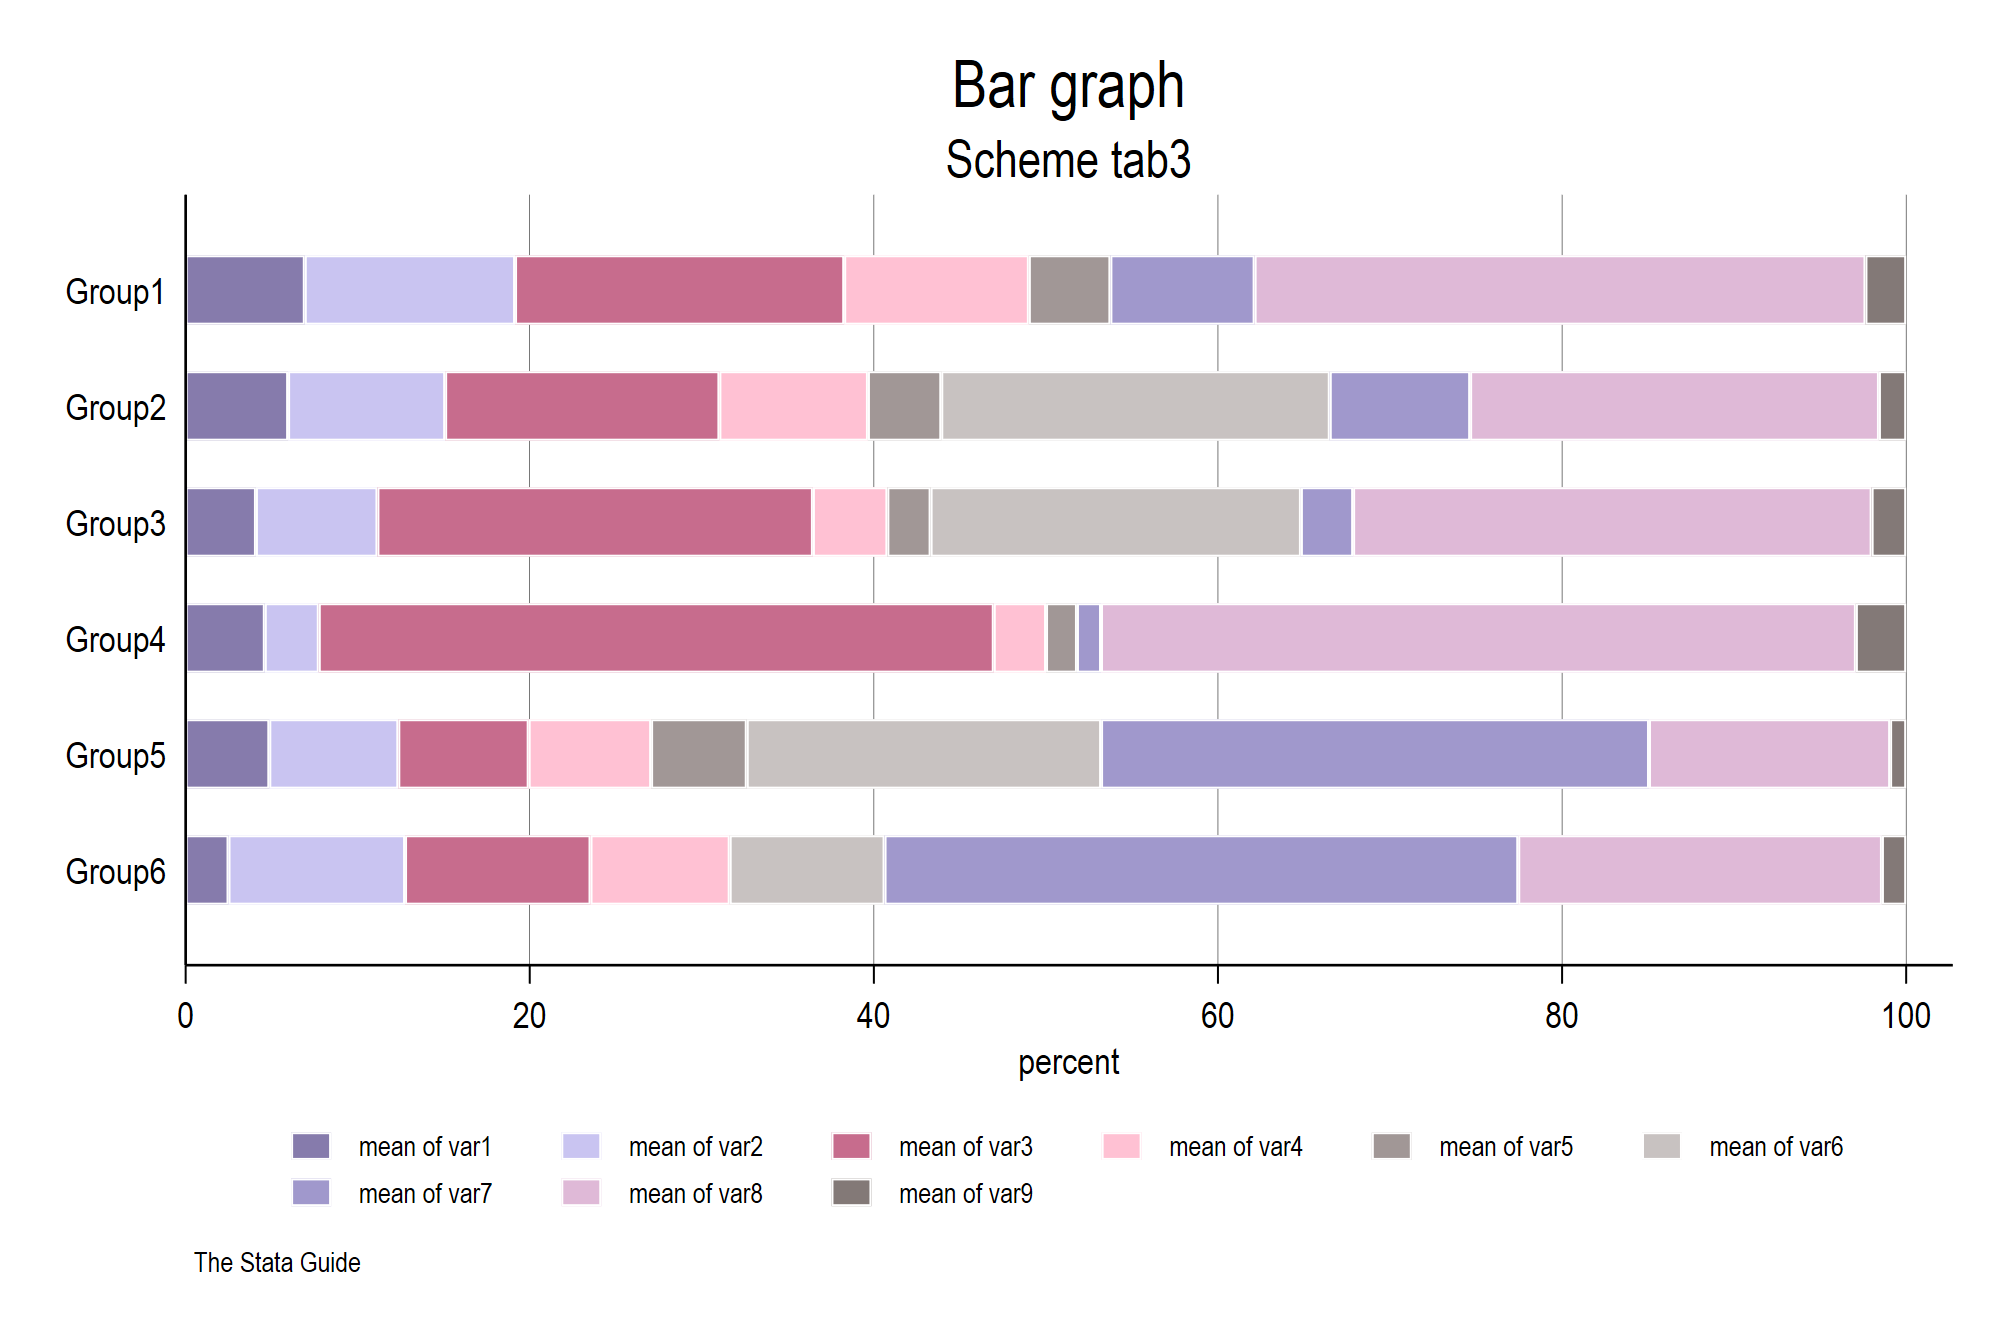 Bar graph
Scheme tab3
Group1
Group2
Group3
Group4
Group5
Group6
0 20 40 60 80 100
percent
mean of var1 mean of var2 mean of var3 mean of var4 mean of var5 mean of var6
mean of var7 mean of var8 mean of var9
The Stata Guide